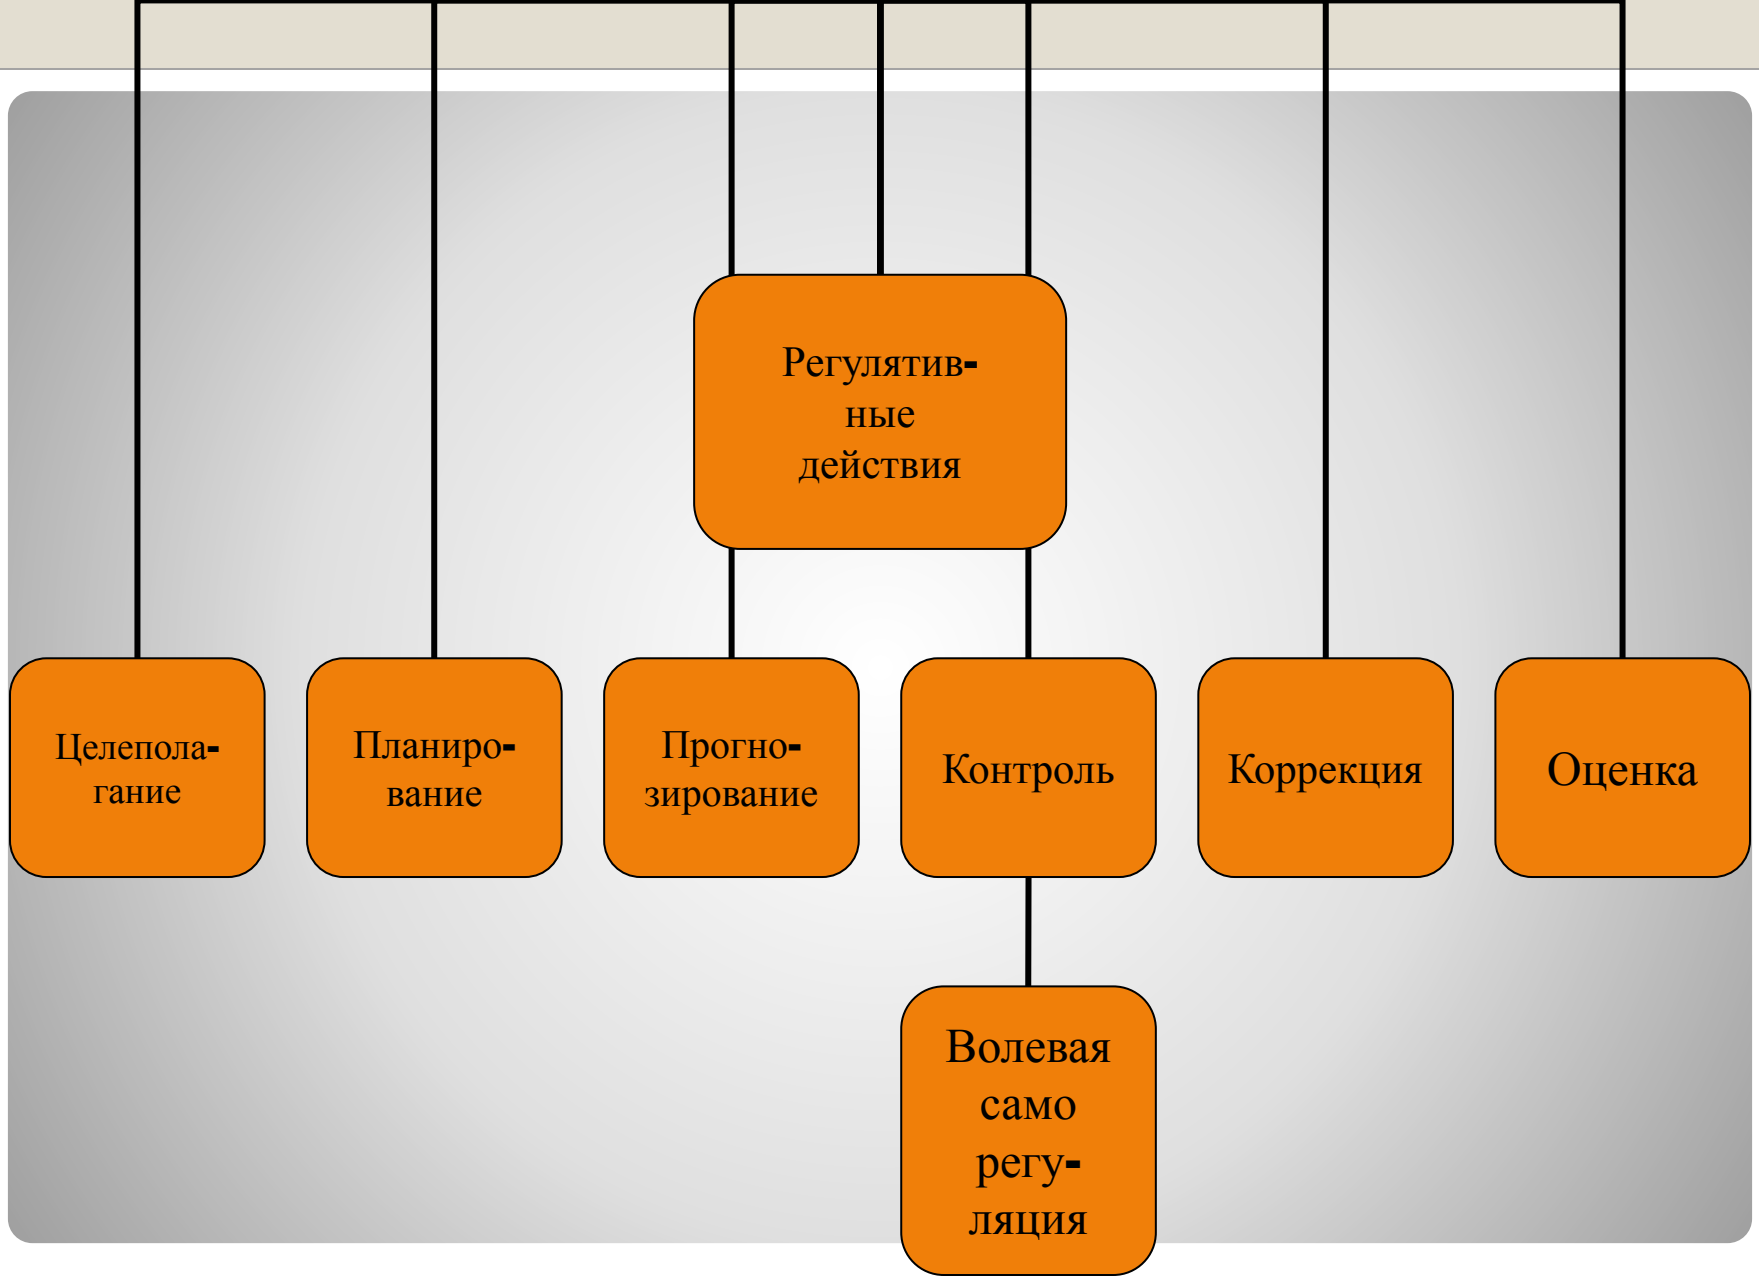 Регулятив-
ные
действия
Целепола-
гание
Планиро-
вание
Прогно-
зирование
Контроль
Коррекция
Оценка
Волевая
само
регу-
ляция